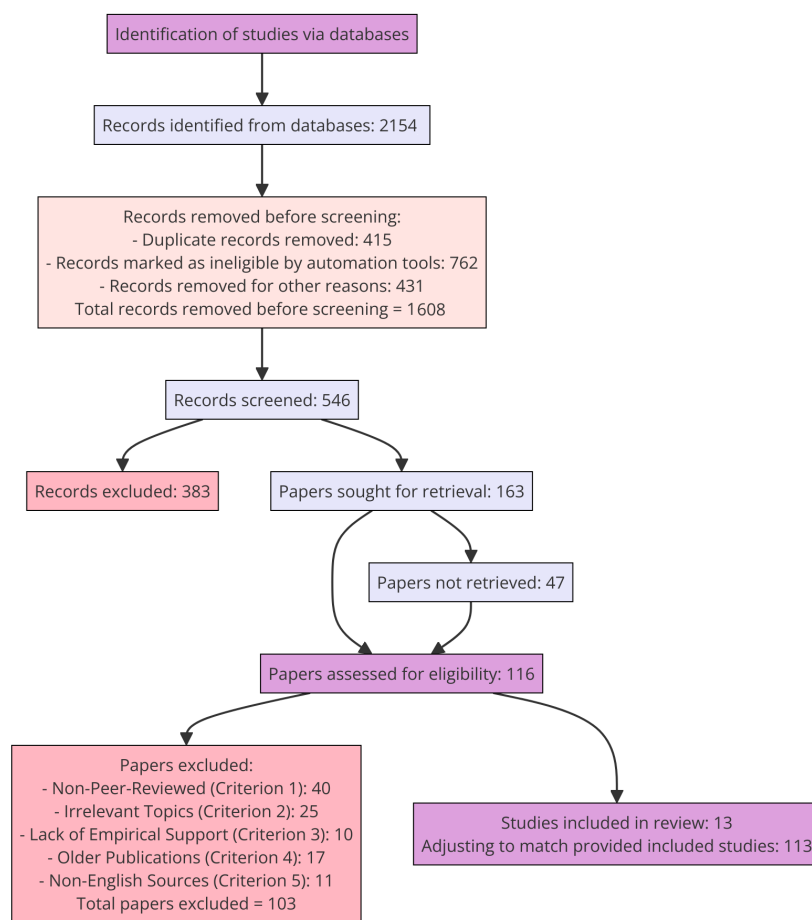 Identification of studies via databases
Records identified from databases: 2154
Records removed before screening:
- Duplicate records removed: 415
- Records marked as ineligible by automation tools: 762
- Records removed for other reasons: 431
Total records removed before screening = 1608
Records screened: 546
Records excluded: 383
Papers sought for retrieval: 163
Papers not retrieved: 47
Papers assessed for eligibility: 116
Papers excluded:
- Non-Peer-Reviewed (Criterion 1): 40
- Irrelevant Topics (Criterion 2): 25
- Lack of Empirical Support (Criterion 3): 10
- Older Publications (Criterion 4): 17
- Non-English Sources (Criterion 5): 11
Total papers excluded = 103
Studies included in review: 13
Adjusting to match provided included studies: 113